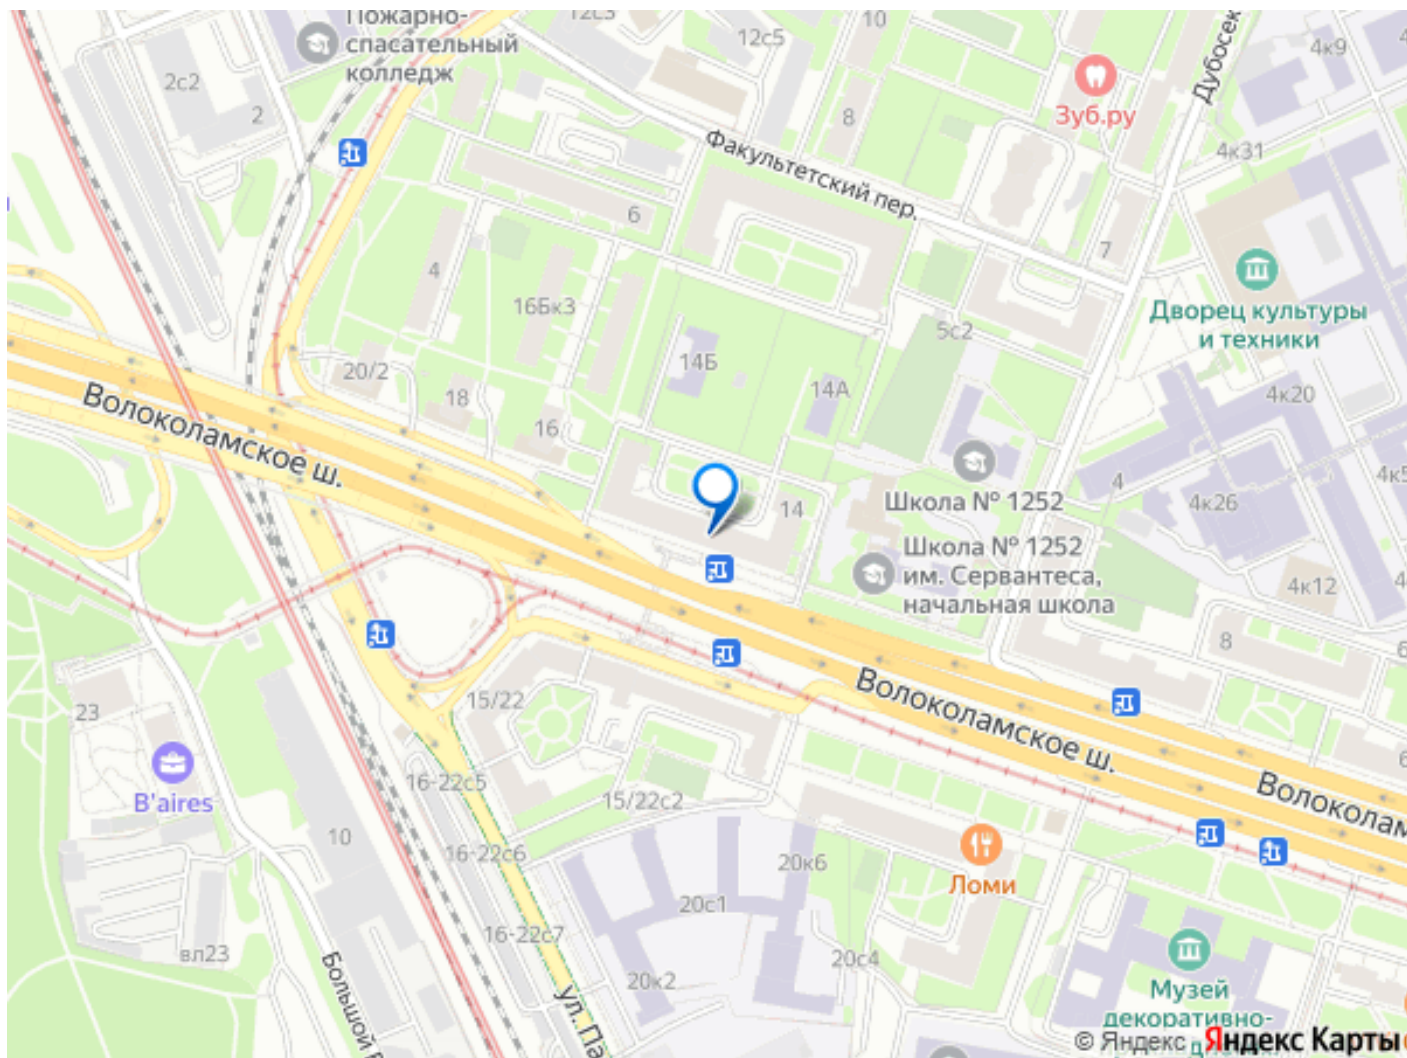 Пожарно-
спасательный
колледж
12с3
10
12с5
Дубосек
4к9
2с2
2
8
Зуб.ру
Факультетский пер.
4к31
6
7
4
16Бк3
Дворец культуры
и техники
5с2
14Б
20/2
14А
18
4к20
Волоколамское ш.
16
Школа № 1252
14
4
4к26
Школа № 1252
им. Сервантеса,
начальная школа
4к12
8
15/22
Волоколамское ш.
23
B'aires
16-22с5
15/22с2
Волоколам
10
16-22с6
20к6
Ломи
20с1
16-22с7
вл23
20к2
20с4
Большой
ул. Па
Музей
декоративно-
© Яндекс Яндекс Карты